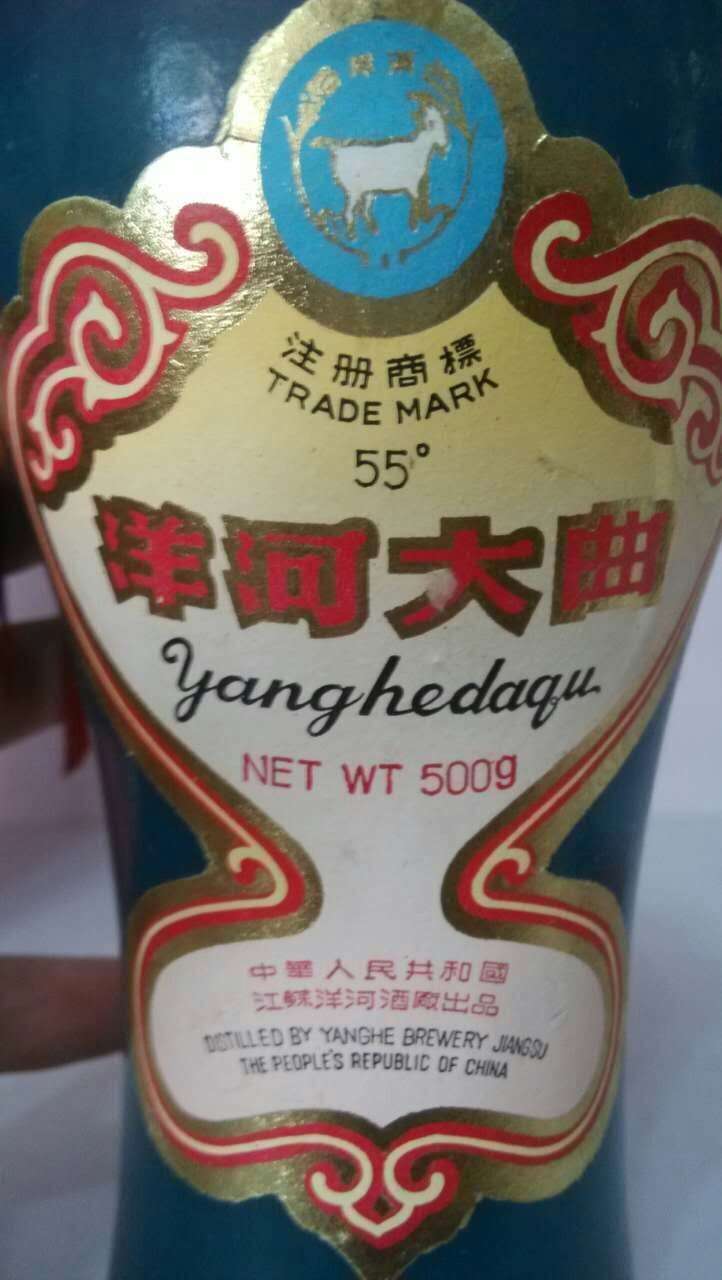 注册商標
TRADE MARK
55°
洋河大曲
Yanghedaqu
NET WT 500g
中華人民共和國
江蘇洋河酒廠出品
DISTILLED BY YANGHE BREWERY JIANGSU
THE PEOPLE'S REPUBLIC OF CHINA